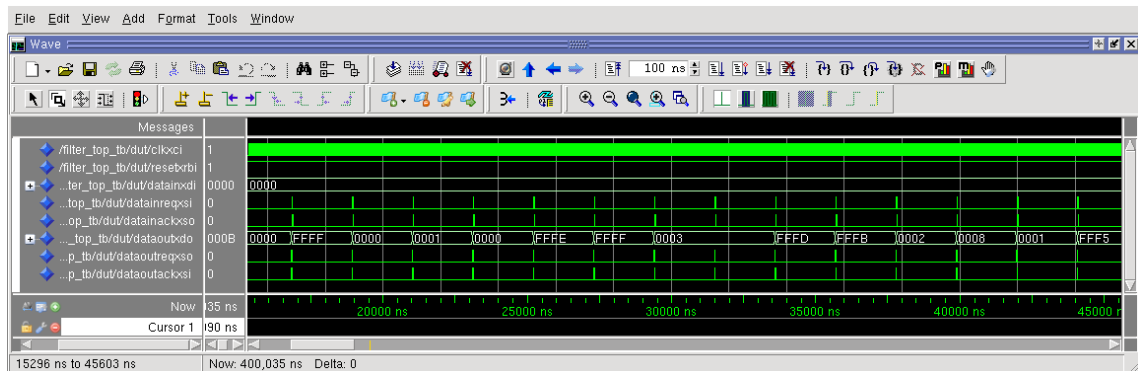 File Edit View Add Format Tools Window
Wave
100 ns
Messages
/filter_top_tb/dut/clkxci 1
/filter_top_tb/dut/resetxrbi 1
...ter_top_tb/dut/datainxdi 0000 0000
...top_tb/dut/datainreqxsi 0
...op_tb/dut/datainackxso 0
..._top_tb/dut/dataoutxdo 000B 0000 FFFF 0000 0001 0000 FFFE FFFF 0003 FFFD FFFB 0002 0008 0001 FFF5
...p_tb/dut/dataoutreqxso 0
...p_tb/dut/dataoutackxsi 0
Now 035 ns 20000 ns 25000 ns 30000 ns 35000 ns 40000 ns 45000 n
Cursor 1 090 ns
15296 ns to 45603 ns Now: 400,035 ns Delta: 0